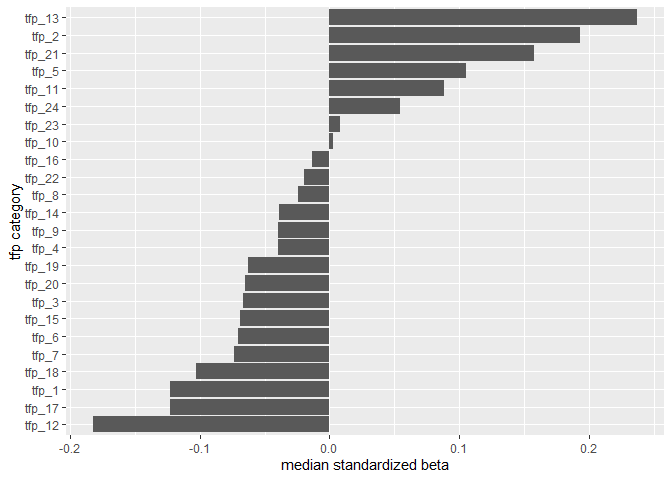 tfp_13
tfp_2
tfp_21
tfp_5
tfp_11
tfp_24
tfp_23
tfp_10
tfp_16
tfp_22
tfp_8
tfp_14
tfp_9
tfp_4
tfp_19
tfp_20
tfp_3
tfp_15
tfp_6
tfp_7
tfp_18
tfp_1
tfp_17
tfp_12
tfp category
-0.2 -0.1 0.0 0.1 0.2
median standardized beta